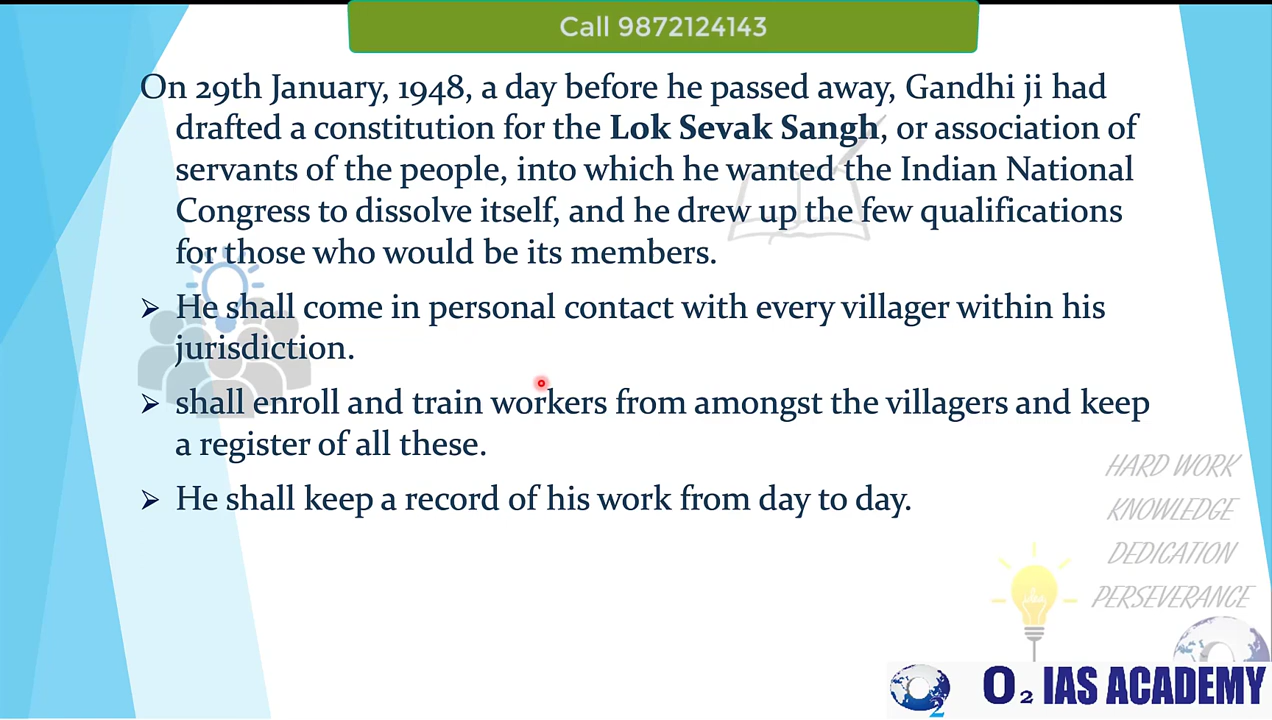 Call 9872124143
On 29th January, 1948, a day before he passed away, Gandhi ji had
drafted a constitution for the Lok Sevak Sangh, or association of
servants of the people, into which he wanted the Indian National
Congress to dissolve itself, and he drew up the few qualifications
for those who would be its members.
➢ He shall come in personal contact with every villager within his
jurisdiction.
➢ shall enroll and train workers from amongst the villagers and keep
a register of all these.
➢ He shall keep a record of his work from day to day.
HARD WORK
KNOWLEDGE
DEDICATION
PERSEVERANCE
O2 IAS ACADEMY